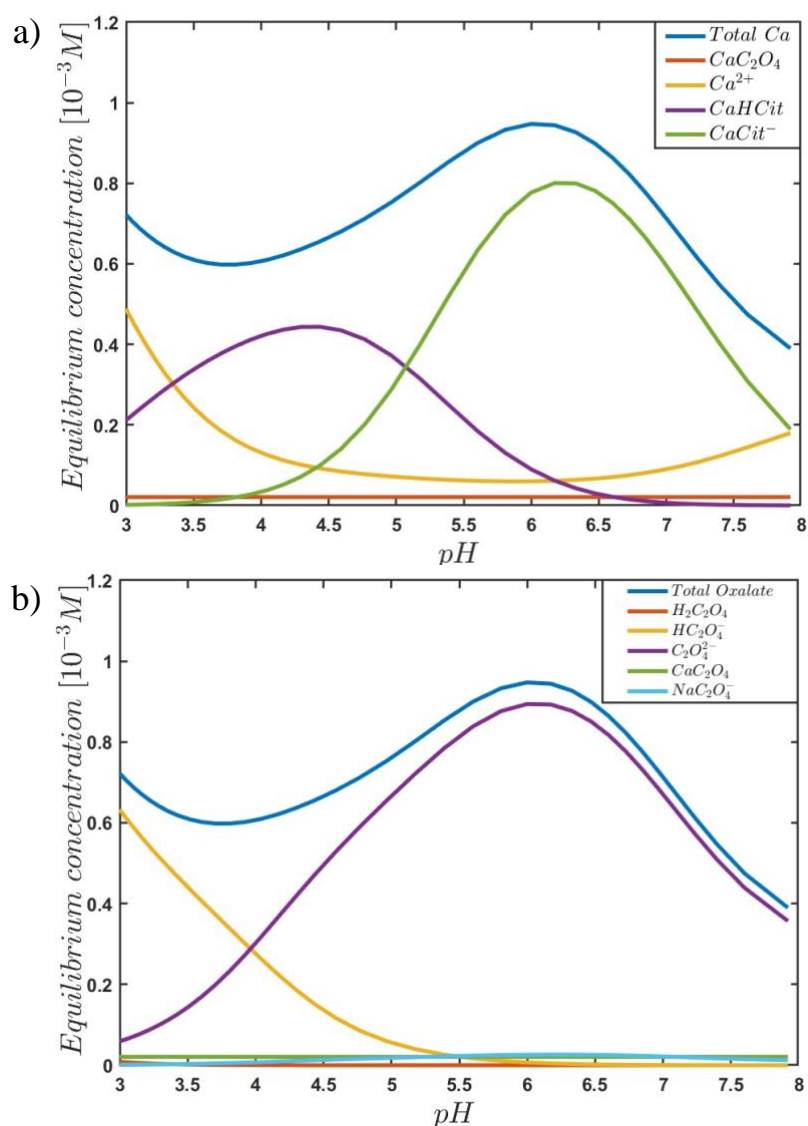 a)
Equilibrium concentration [10⁻³M]
1.2
1
0.8
0.6
0.4
0.2
0
3 3.5 4 4.5 5 5.5 6 6.5 7 7.5 8
pH
Total Ca
CaC₂O₄
Ca²⁺
CaHCit
CaCit⁻
b)
Equilibrium concentration [10⁻³M]
1.2
1
0.8
0.6
0.4
0.2
0
3 3.5 4 4.5 5 5.5 6 6.5 7 7.5 8
pH
Total Oxalate
H₂C₂O₄
HC₂O₄⁻
C₂O₄²⁻
CaC₂O₄
NaC₂O₄⁻